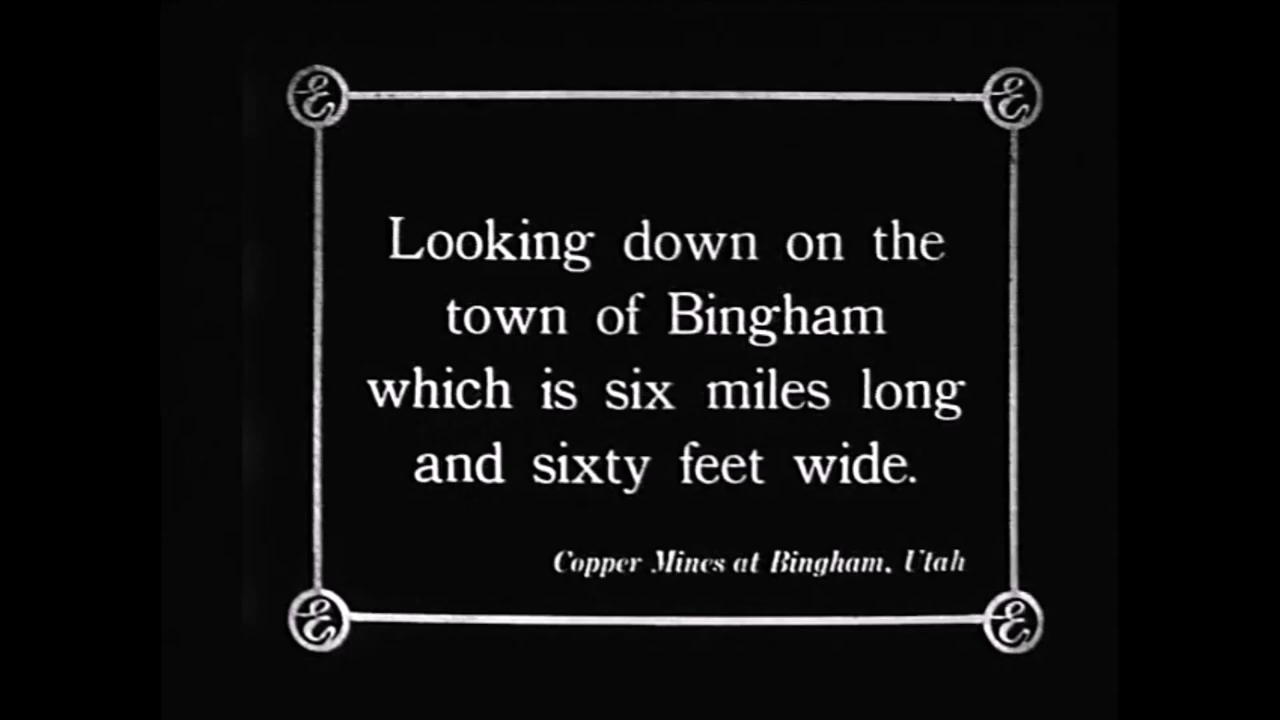 Looking down on the
town of Bingham
which is six miles long
and sixty feet wide.
Copper Mines at Bingham, Utah